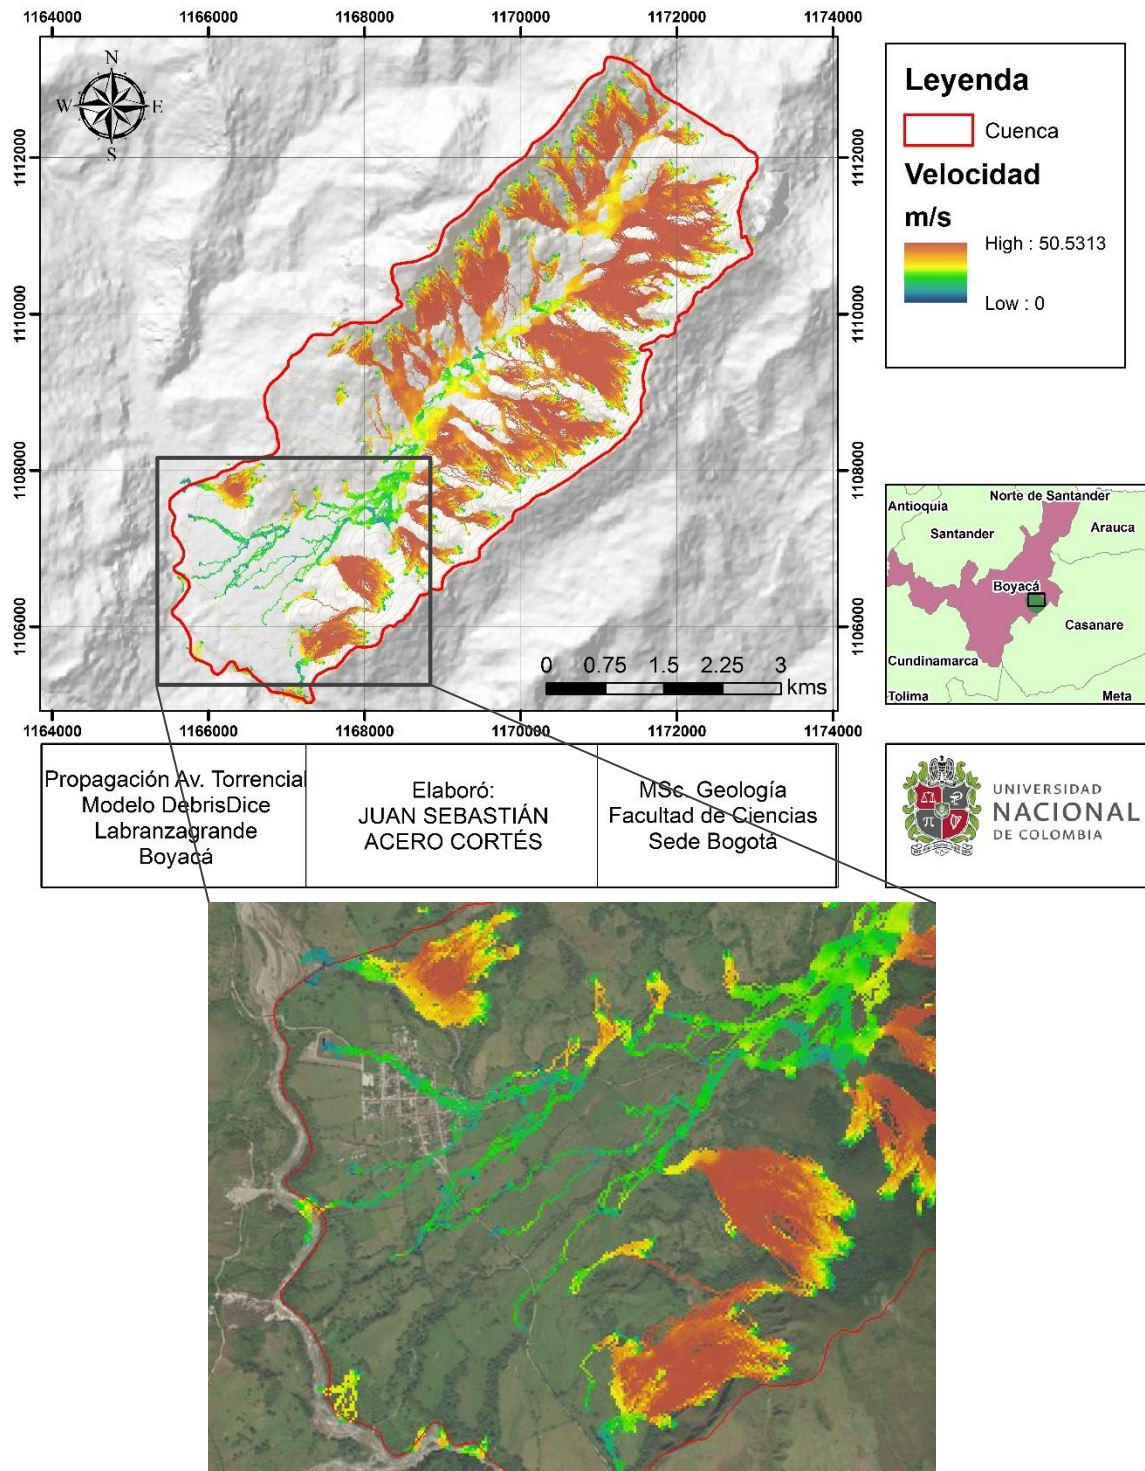 1164000 1166000 1168000 1170000 1172000 1174000
N
W E
S
1112000 1112000
1110000 1110000
1108000 1108000
1106000 1106000
0 0.75 1.5 2.25 3
kms
1164000 1166000 1168000 1170000 1172000 1174000
Leyenda
Cuenca
Velocidad
m/s
High : 50.5313
Low : 0
Norte de Santander
Antioquia
Santander
Arauca
Boyacá
Casanare
Cundinamarca
Tolima
Meta
Propagación Av. Torrencial
Modelo DebrisDice
Labranzagrande
Boyacá
Elaboró:
JUAN SEBASTIÁN
ACERO CORTÉS
MSc. Geología
Facultad de Ciencias
Sede Bogotá
UNIVERSIDAD
NACIONAL
DE COLOMBIA